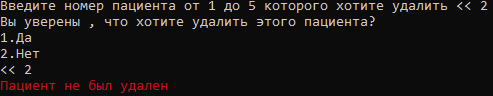 Введите номер пациента от 1 до 5 которого хотите удалить << 2
Вы уверены , что хотите удалить этого пациента?
1.Да
2.Нет
<< 2
Пациент не был удален